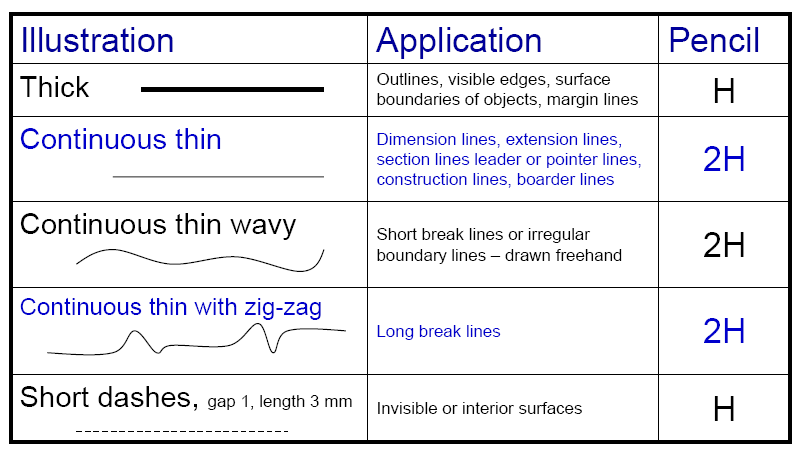 Illustration
Application
Pencil
Thick
Outlines, visible edges, surface
boundaries of objects, margin lines
H
Continuous thin
Dimension lines, extension lines,
section lines leader or pointer lines,
construction lines, boarder lines
2H
Continuous thin wavy
Short break lines or irregular
boundary lines – drawn freehand
2H
Continuous thin with zig-zag
Long break lines
2H
Short dashes, gap 1, length 3 mm
Invisible or interior surfaces
H